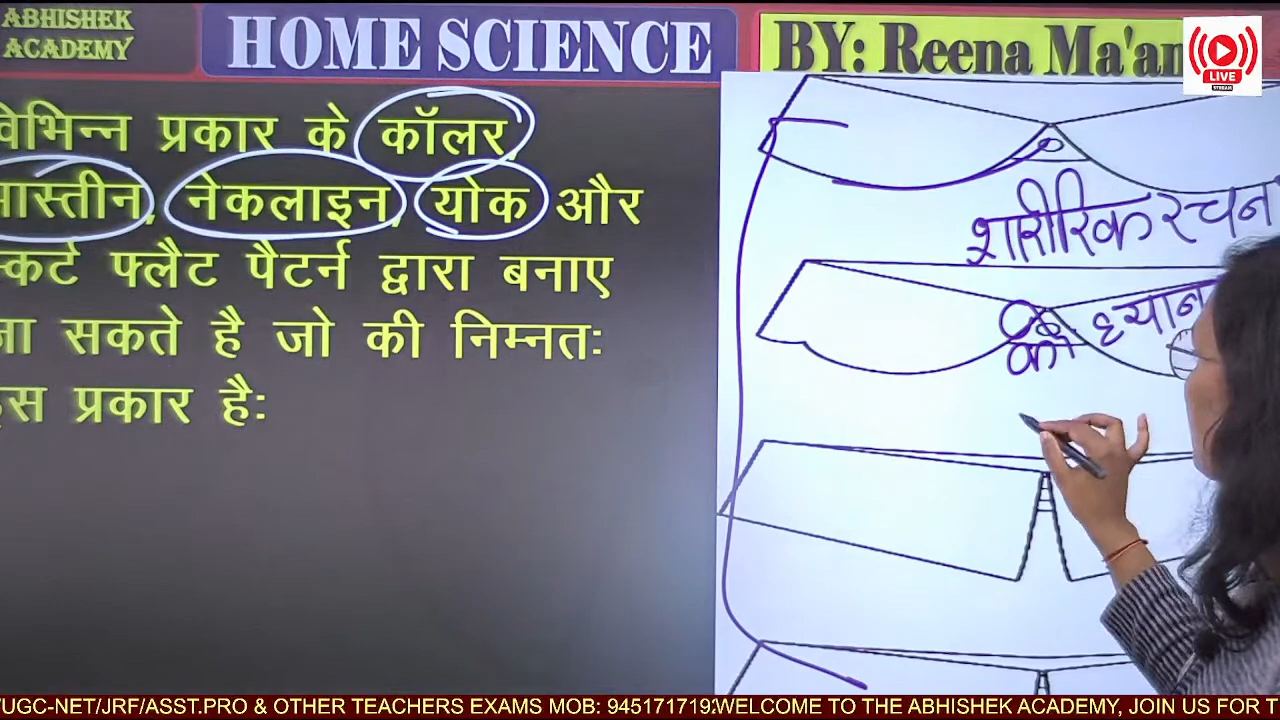 ABHISHEK
ACADEMY
HOME SCIENCE
BY: Reena Ma'am
LIVE
STREAM
विभिन्न प्रकार के कॉलर,
आस्तीन, नेकलाइन, योक और
स्कर्ट फ्लैट पैटर्न द्वारा बनाए
जा सकते है जो की निम्नतः
इस प्रकार है:
शारीरिक रचना
को ध्यान
/UGC-NET/JRF/ASST.PRO & OTHER TEACHERS EXAMS MOB: 945171719 WELCOME TO THE ABHISHEK ACADEMY, JOIN US FOR T